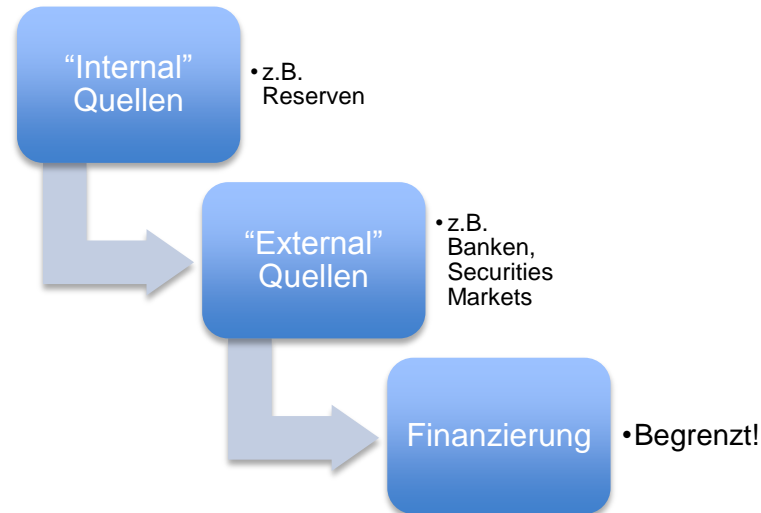 “Internal”
Quellen
• z.B.
Reserven
“External”
Quellen
• z.B.
Banken,
Securities
Markets
Finanzierung
•Begrenzt!